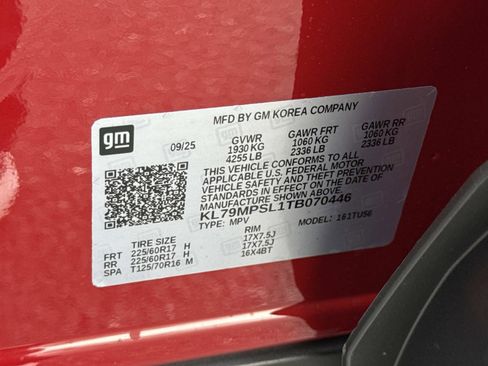 MFD BY GM KOREA COMPANY
gm
09/25
GVWR GAWR FRT GAWR RR
1930 KG 1060 KG 1060 KG
4255 LB 2336 LB 2336 LB
THIS VEHICLE CONFORMS TO ALL
APPLICABLE U.S. FEDERAL MOTOR
VEHICLE SAFETY AND THEFT PREVENTION
STANDARDS IN EFFECT ON THE DATE OF
MANUFACTURE SHOWN ABOVE.
KL79MPSL1TB070446
TYPE: MPV MODEL: 161TU56
TIRE SIZE RIM
FRT 225/60R17 H 17X7.5J
RR 225/60R17 H 17X7.5J
SPA T125/70R16 M 16X4BT